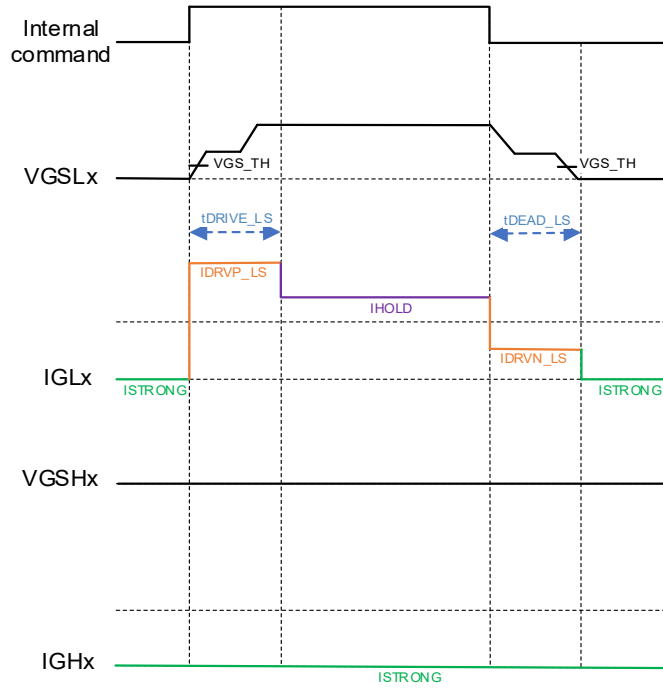 Internal
command
VGS_TH
VGS_TH
VGSLx
tDRIVE_LS
tDEAD_LS
IDRVP_LS
IHOLD
IDRVN_LS
IGLx
ISTRONG
ISTRONG
VGSHx
IGHx
ISTRONG